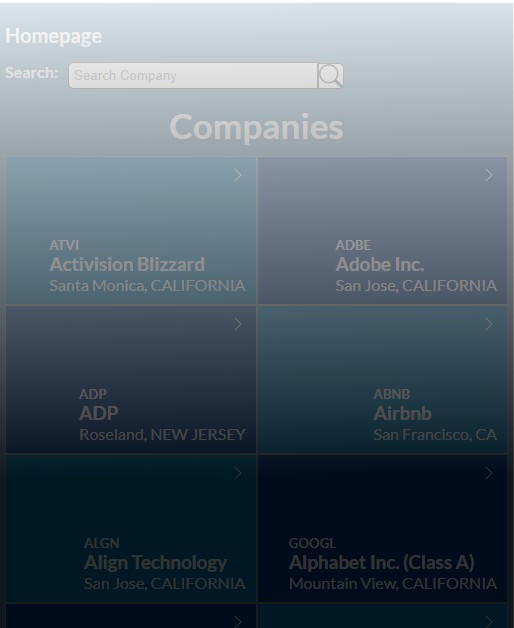 Homepage
Search: Search Company
Companies
ATVI
Activision Blizzard
Santa Monica, CALIFORNIA
ADBE
Adobe Inc.
San Jose, CALIFORNIA
ADP
ADP
Roseland, NEW JERSEY
ABNB
Airbnb
San Francisco, CA
ALGN
Align Technology
San Jose, CALIFORNIA
GOOGL
Alphabet Inc. (Class A)
Mountain View, CALIFORNIA